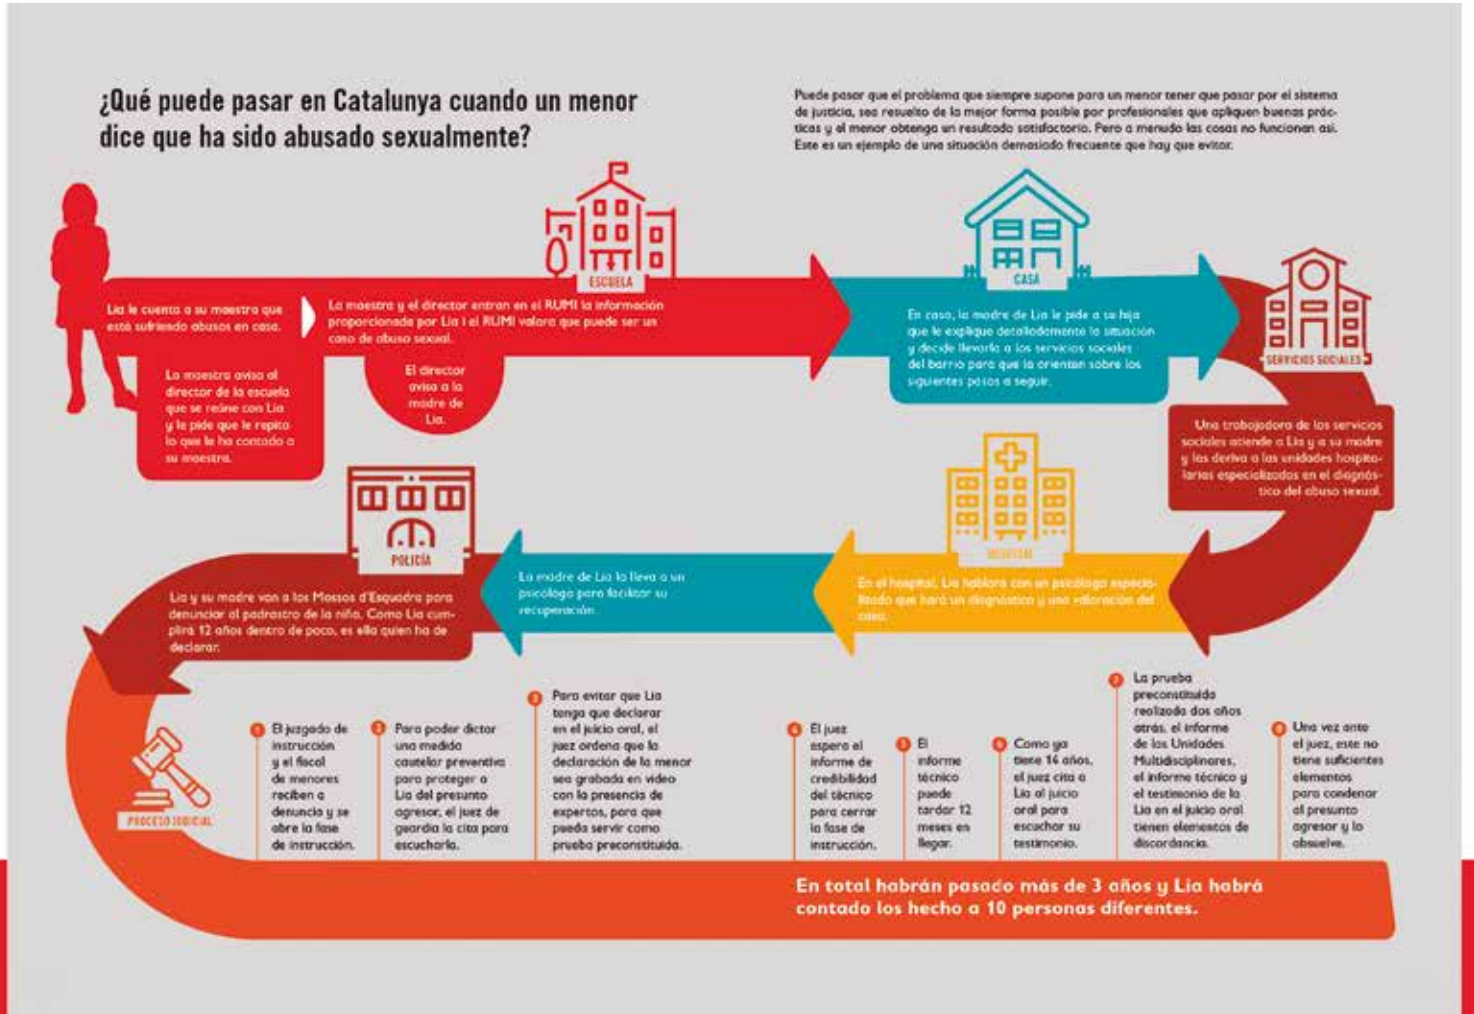 ¿Qué puede pasar en Catalunya cuando un menor
dice que ha sido abusado sexualmente?
Puede pasar que el problema que siempre supone para un menor tener que pasar por el sistema
de justicia, sea resuelto de la mejor forma posible por profesionales que apliquen buenas prác-
ticas y el menor obtenga un resultado satisfactorio. Pero a menudo las cosas no funcionan así.
Este es un ejemplo de una situación demasiado frecuente que hay que evitar.
ESCUELA
Lia le cuenta a su maestra que
está sufriendo abusos en casa.
La maestra avisa al
director de la escuela
que se reúne con Lia
y le pide que le repita
lo que le ha contado a
su maestra.
La maestra y el director entran en el RUMI la información
proporcionada por Lia i el RUMI valora que puede ser un
caso de abuso sexual.
El director
avisa a la
madre de
Lia.
CASA
En casa, la madre de Lia le pide a su hija
que le explique detalladamente la situación
y decide llevarla a los servicios sociales
del barrio para que la orienten sobre los
siguientes pasos a seguir.
SERVICIOS SOCIALES
Una trabajadora de los servicios
sociales atiende a Lia y a su madre
y las deriva a las unidades hospita-
larias especializadas en el diagnós-
tico del abuso sexual.
HOSPITAL
En el hospital, Lia hablará con un psicólogo especia-
lizado que hará un diagnóstico y una valoración del
caso.
La madre de Lia la lleva a un
psicólogo para facilitar su
recuperación.
POLICÍA
Lia y su madre van a los Mossos d'Esquadra para
denunciar al padrastro de la niña. Como Lia cum-
plirá 12 años dentro de poco, es ella quien ha de
declarar.
PROCESO JUDICIAL
1 El juzgado de
instrucción
y el fiscal
de menores
reciben a
denuncia y se
abre la fase
de instrucción.
2 Para poder dictar
una medida
cautelar preventiva
para proteger a
Lia del presunto
agresor, el juez de
guardia la cita para
escucharla.
3 Para evitar que Lia
tenga que declarar
en el juicio oral, el
juez ordena que la
declaración de la menor
sea grabada en video
con la presencia de
expertos, para que
pueda servir como
prueba preconstituida.
4 El juez
espera el
informe de
credibilidad
del técnico
para cerrar
la fase de
instrucción.
5 El
informe
técnico
puede
tardar 12
meses en
llegar.
6 Como ya
tiene 14 años,
el juez cita a
Lia al juicio
oral para
escuchar su
testimonio.
7 La prueba
preconstituida
realizada dos años
atrás, el informe
de las Unidades
Multidisciplinares,
el informe técnico y
el testimonio de la
Lia en el juicio oral
tienen elementos de
discordancia.
8 Una vez ante
el juez, este no
tiene suficientes
elementos
para condenar
al presunto
agresor y lo
absuelve.
En total habrán pasado más de 3 años y Lia habrá
contado los hecho a 10 personas diferentes.